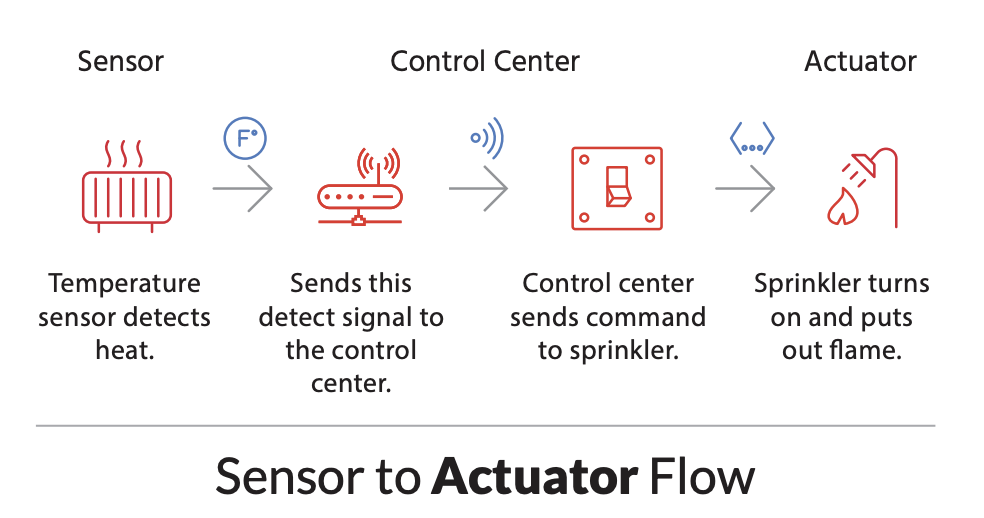 Sensor
Control Center
Actuator
F°
Temperature
sensor detects
heat.
Sends this
detect signal to
the control
center.
Control center
sends command
to sprinkler.
Sprinkler turns
on and puts
out flame.
Sensor to Actuator Flow